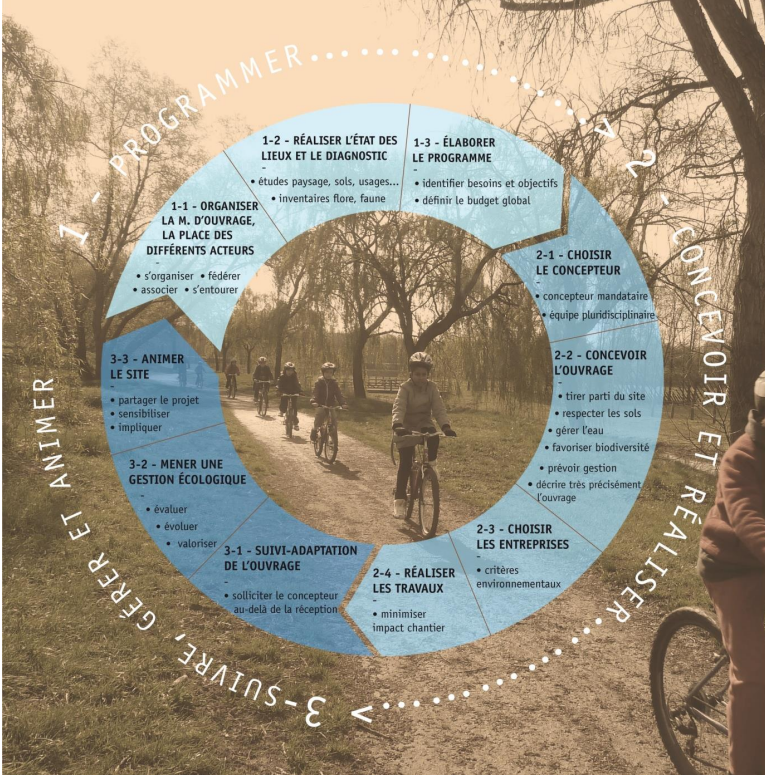 1 - PROGRAMMER
1-1 - ORGANISER
LA M. D'OUVRAGE,
LA PLACE DES
DIFFÉRENTS ACTEURS
-
• s'organiser • fédérer
• associer • s'entourer
1-2 - RÉALISER L'ÉTAT DES
LIEUX ET LE DIAGNOSTIC
-
• études paysage, sols, usages...
• inventaires flore, faune
1-3 - ÉLABORER
LE PROGRAMME
-
• identifier besoins et objectifs
• définir le budget global
> 2 - CONCEVOIR ET RÉALISER
2-1 - CHOISIR
LE CONCEPTEUR
-
• concepteur mandataire
• équipe pluridisciplinaire
2-2 - CONCEVOIR
L'OUVRAGE
-
• tirer parti du site
• respecter les sols
• gérer l'eau
• favoriser biodiversité
• prévoir gestion
• décrire très précisément
l'ouvrage
2-3 - CHOISIR
LES ENTREPRISES
-
• critères
environnementaux
2-4 - RÉALISER
LES TRAVAUX
-
• minimiser
impact chantier
> 3-SUIVRE, GÉRER ET ANIMER
3-1 - SUIVI-ADAPTATION
DE L'OUVRAGE
-
• solliciter le concepteur
au-delà de la réception
3-2 - MENER UNE
GESTION ÉCOLOGIQUE
-
• évaluer
• évoluer
• valoriser
3-3 - ANIMER
LE SITE
-
• partager le projet
• sensibiliser
• impliquer